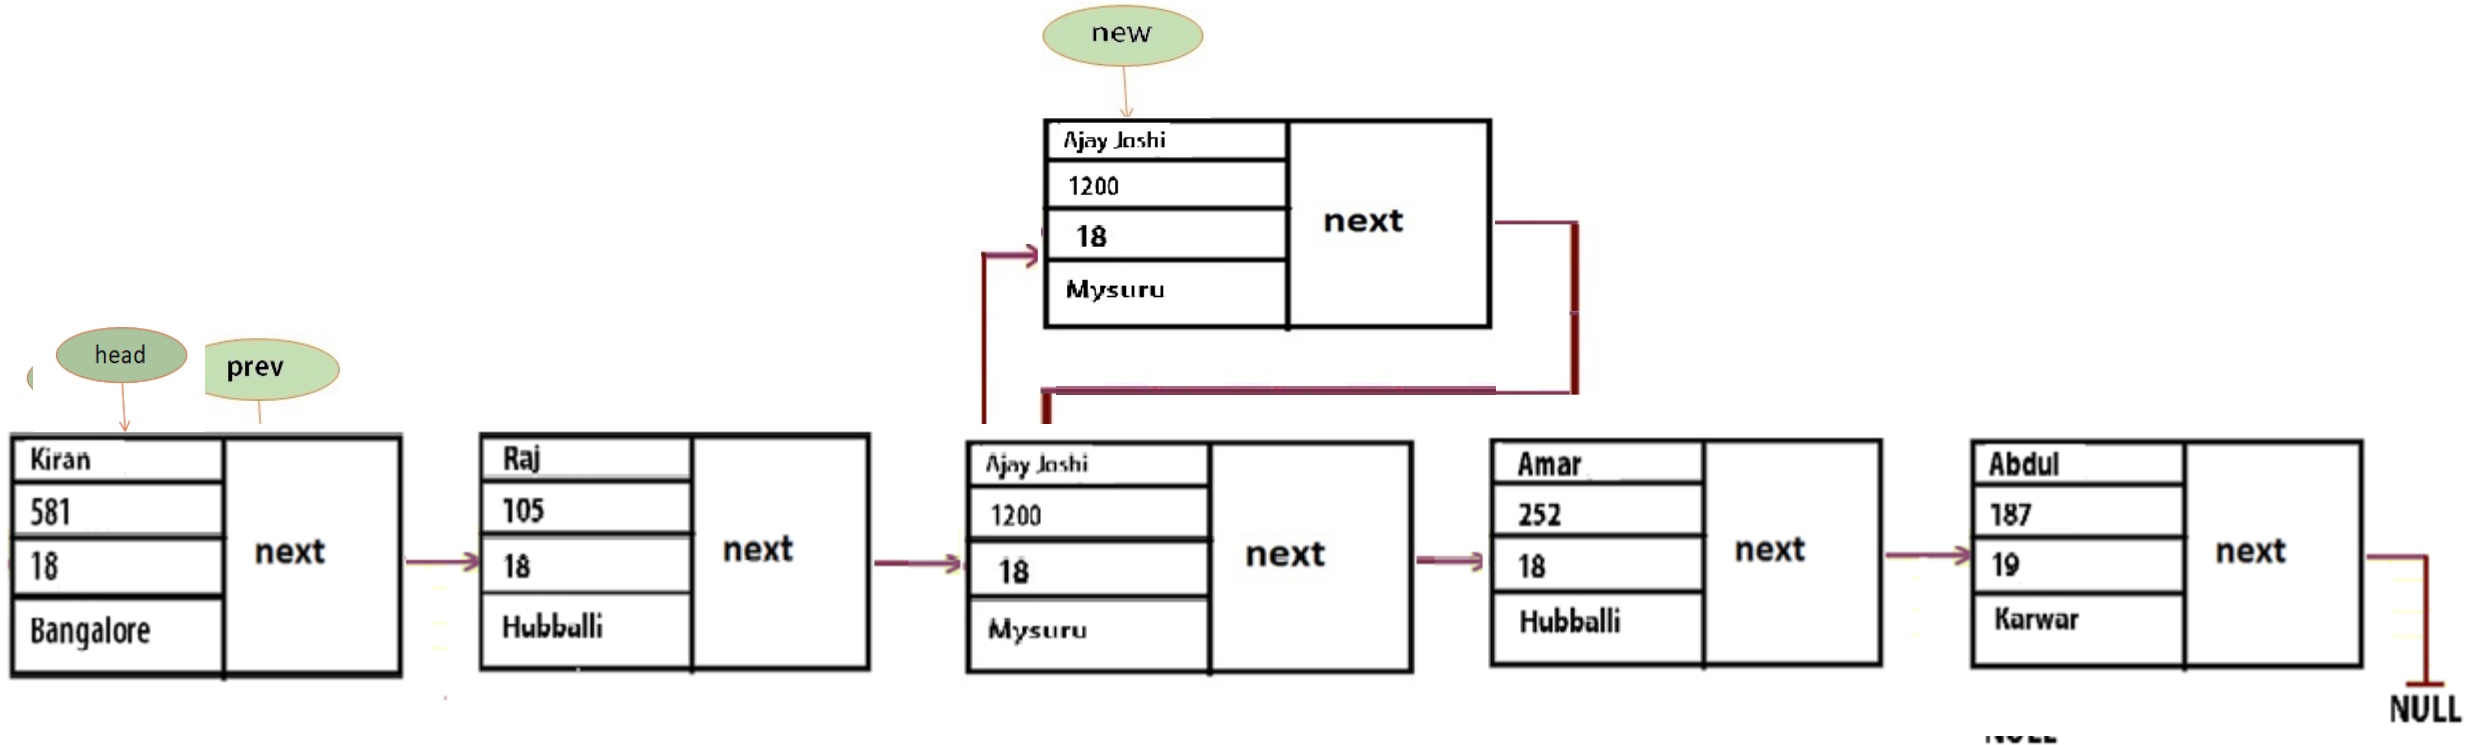 new
Ajay Joshi
1200
18
Mysuru
next
head
prev
Kiran
581
18
Bangalore
next
Raj
105
18
Hubballi
next
Ajay Joshi
1200
18
Mysuru
next
Amar
252
18
Hubballi
next
Abdul
187
19
Karwar
next
NULL